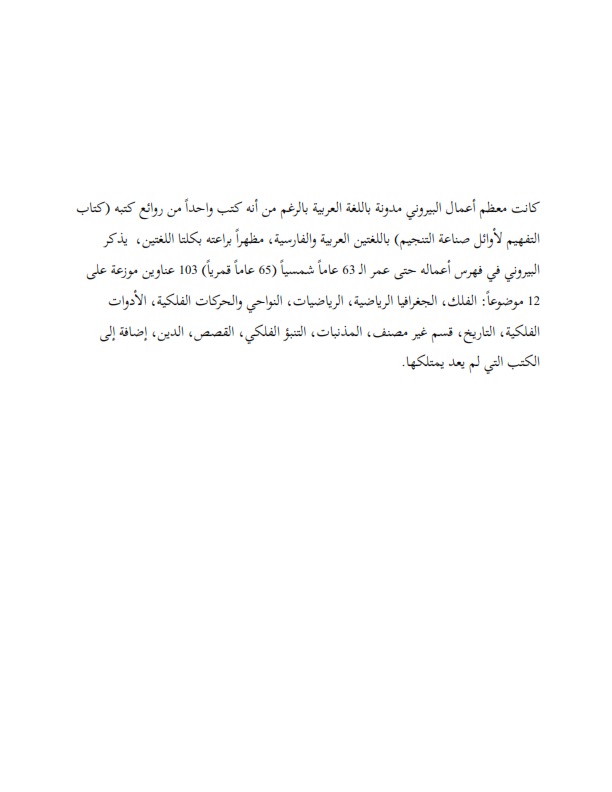 كانت معظم أعمال البيروني مدونة باللغة العربية بالرغم من أنه كتب واحداً من روائع كتبه (كتاب
التفهيم لأوائل صناعة التنجيم) باللغتين العربية والفارسية، مظهراً براعته بكلتا اللغتين، يذكر
البيروني في فهرس أعماله حتى عمر الـ 63 عاماً شمسياً (65 عاماً قمرياً) 103 عناوين موزعة على
12 موضوعاً: الفلك، الجغرافيا الرياضية، الرياضيات، النواحي والحركات الفلكية، الأدوات
الفلكية، التاريخ، قسم غير مصنف، المذنبات، التنبؤ الفلكي، القصص، الدين، إضافة إلى
الكتب التي لم يعد يمتلكها.